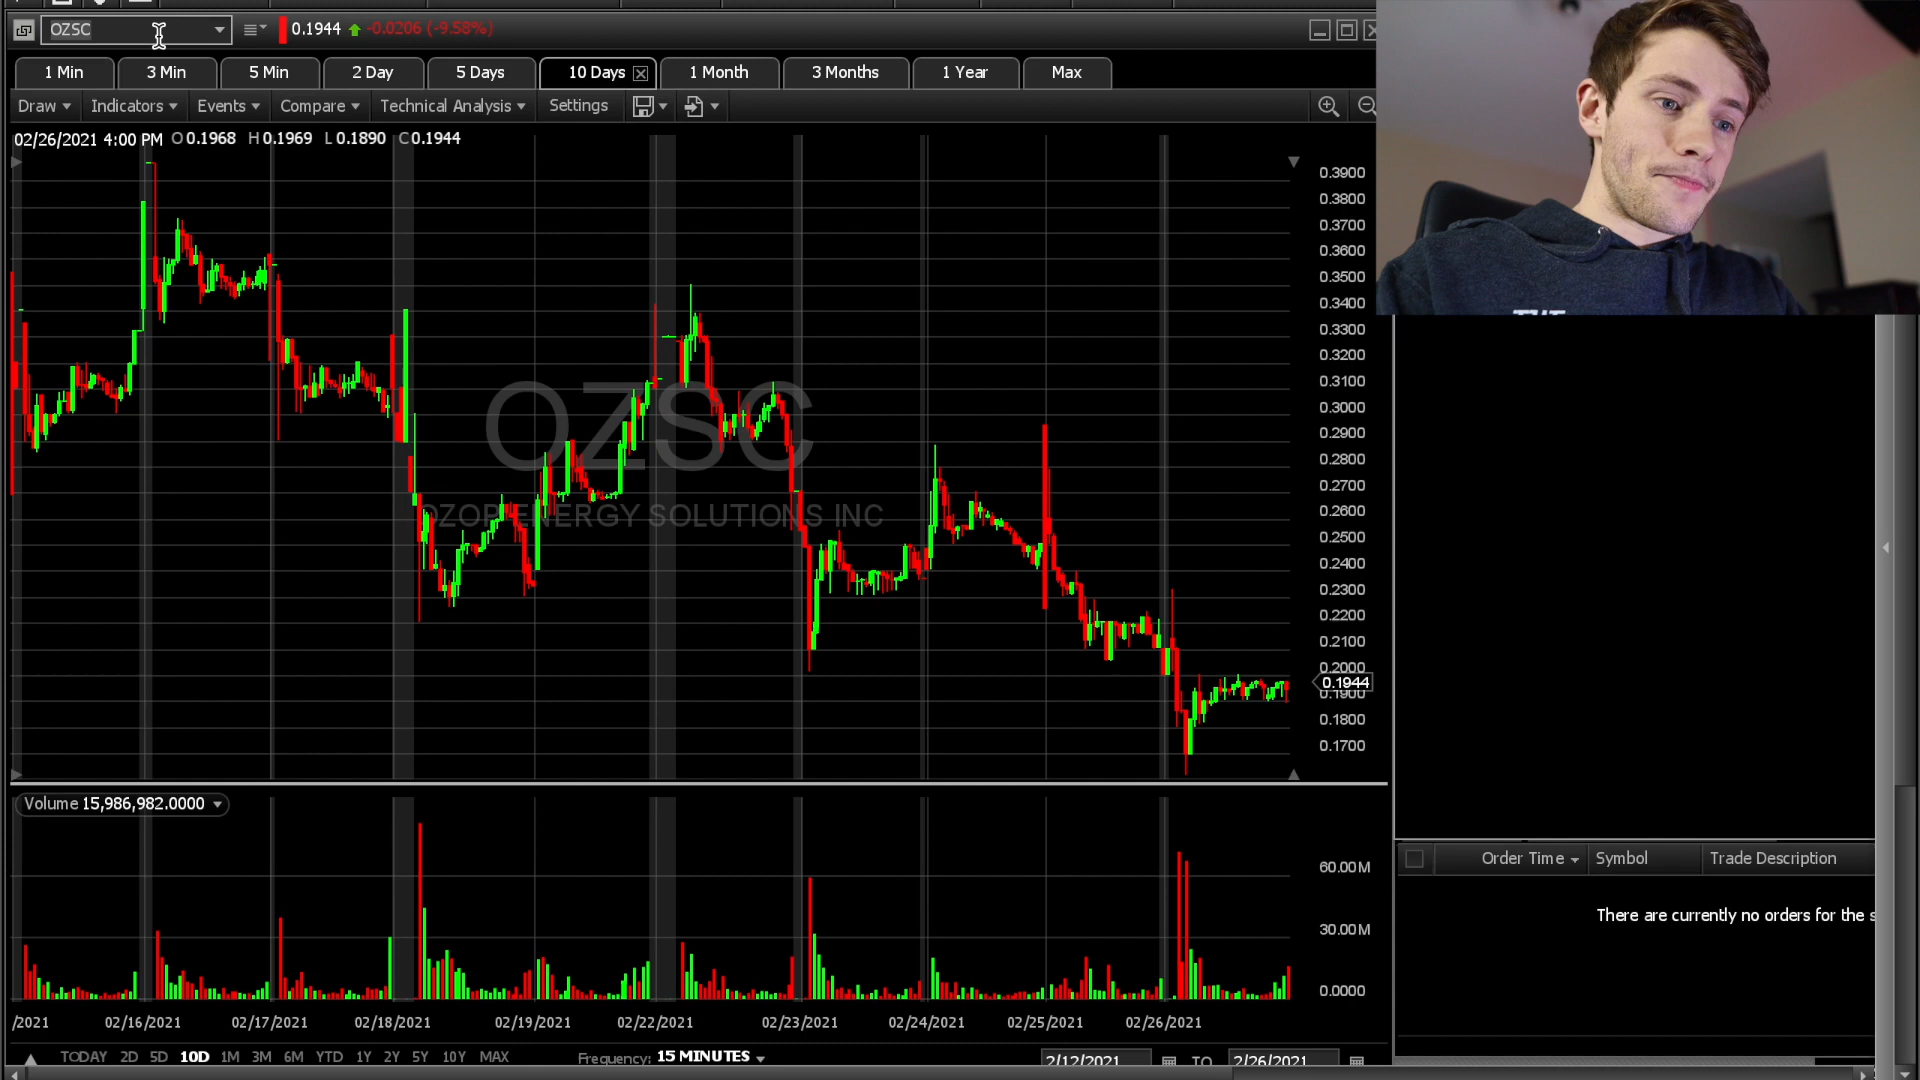 OZSC 0.1944 -0.0206 (-9.58%)
1 Min 3 Min 5 Min 2 Day 5 Days 10 Days 1 Month 3 Months 1 Year Max
Draw Indicators Events Compare Technical Analysis Settings
02/26/2021 4:00 PM O 0.1968 H 0.1969 L 0.1890 C 0.1944
0.3900
0.3800
0.3700
0.3600
0.3500
0.3400
0.3300
0.3200
0.3100
0.3000
0.2900
0.2800
0.2700
0.2600
0.2500
0.2400
0.2300
0.2200
0.2100
0.2000
0.1944
0.1900
0.1800
0.1700
OZSC
OZOP ENERGY SOLUTIONS INC
Volume 15,986,982.0000
60.00M
30.00M
0.0000
/2021 02/16/2021 02/17/2021 02/18/2021 02/19/2021 02/22/2021 02/23/2021 02/24/2021 02/25/2021 02/26/2021
TODAY 2D 5D 10D 1M 3M 6M YTD 1Y 2Y 5Y 10Y MAX Frequency: 15 MINUTES 2/12/2021 TO 2/26/2021
Order Time Symbol Trade Description
There are currently no orders for the s